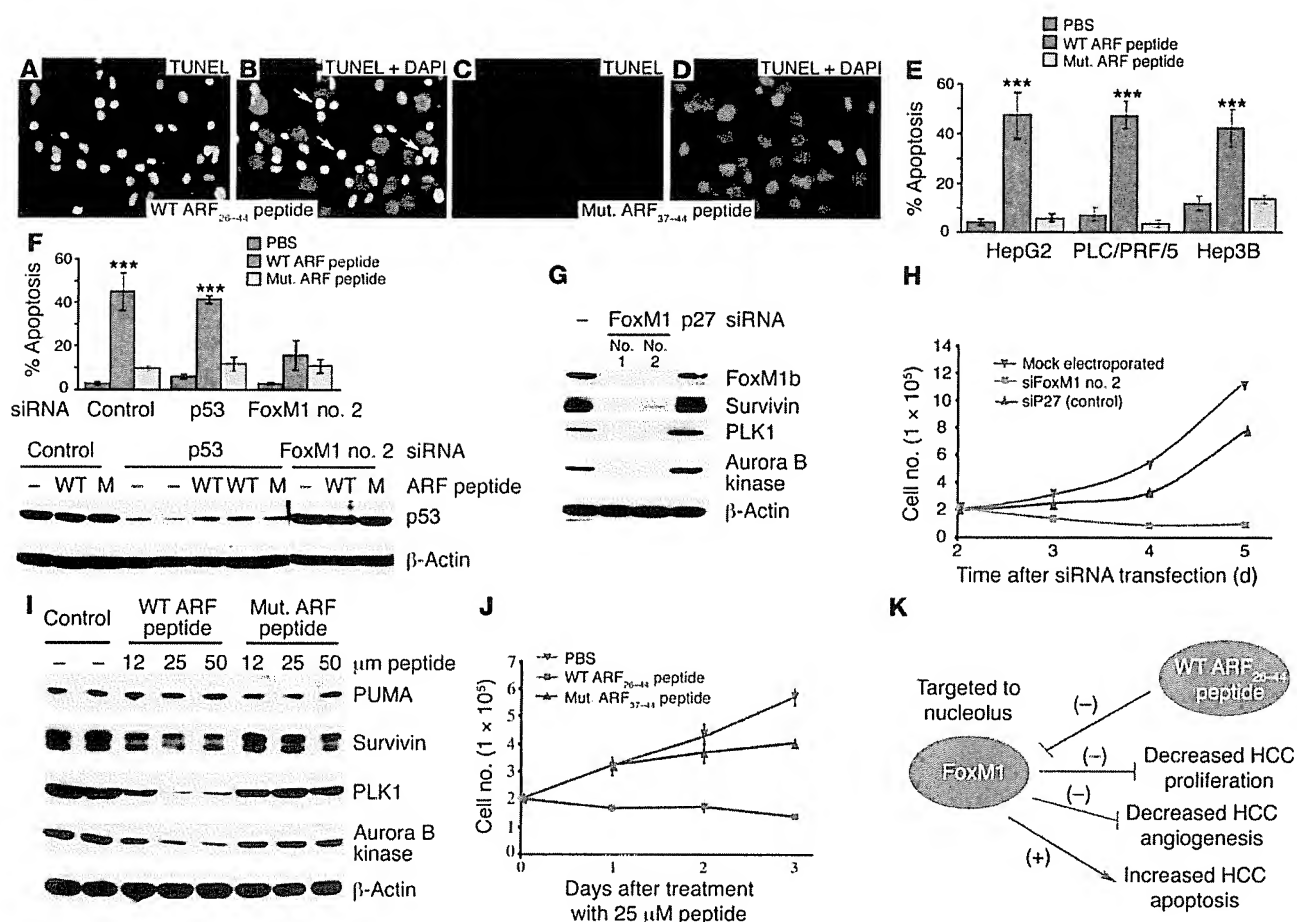 A
TUNEL
B
TUNEL + DAPI
C
TUNEL
D
TUNEL + DAPI
WT ARF26–44 peptide
Mut. ARF37–44 peptide
E
PBS
WT ARF peptide
Mut. ARF peptide
% Apoptosis
60
40
20
0
***
***
***
HepG2 PLC/PRF/5 Hep3B
F
PBS
WT ARF peptide
Mut. ARF peptide
% Apoptosis
60
40
20
0
***
***
siRNA Control p53 FoxM1 no. 2
Control p53 FoxM1 no. 2 siRNA
– WT M – – WT WT M – WT M ARF peptide
p53
β-Actin
G
– FoxM1 p27 siRNA
No. No.
1 2
FoxM1b
Survivin
PLK1
Aurora B
kinase
β-Actin
H
Cell no. (1 × 10⁵)
14
12
10
8
6
4
2
0
Mock electroporated
siFoxM1 no. 2
siP27 (control)
2 3 4 5
Time after siRNA transfection (d)
I
Control WT ARF peptide Mut. ARF peptide
– – 12 25 50 12 25 50 μm peptide
PUMA
Survivin
PLK1
Aurora B
kinase
β-Actin
J
Cell no. (1 × 10⁵)
7
6
5
4
3
2
1
0
PBS
WT ARF26–44 peptide
Mut. ARF37–44 peptide
0 1 2 3
Days after treatment
with 25 μM peptide
K
WT ARF26–44
peptide
Targeted to
nucleolus
(–)
FoxM1
(–)
Decreased HCC
proliferation
(–)
Decreased HCC
angiogenesis
(+)
Increased HCC
apoptosis